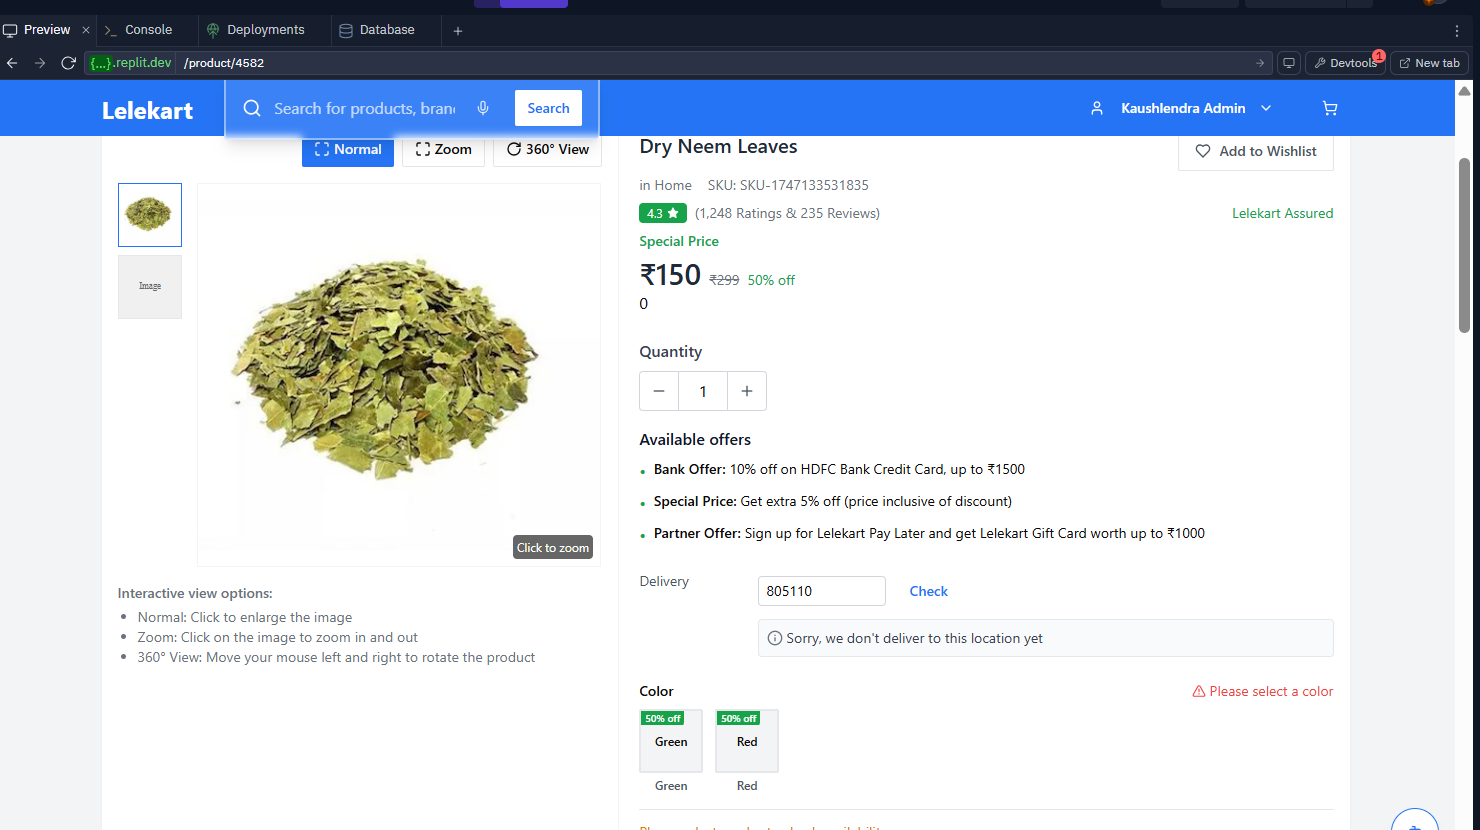 Preview
Console
Deployments
Database
{...}.replit.dev /product/4582
Devtools 1
New tab
Lelekart
Search for products, bran
Search
Kaushlendra Admin
Normal
Zoom
360° View
Image
Click to zoom
Interactive view options:
Normal: Click to enlarge the image
Zoom: Click on the image to zoom in and out
360° View: Move your mouse left and right to rotate the product
Dry Neem Leaves
Add to Wishlist
in Home SKU: SKU-1747133531835
4.3 (1,248 Ratings & 235 Reviews) Lelekart Assured
Special Price
₹150 ₹299 50% off
0
Quantity
1
Available offers
Bank Offer: 10% off on HDFC Bank Credit Card, up to ₹1500
Special Price: Get extra 5% off (price inclusive of discount)
Partner Offer: Sign up for Lelekart Pay Later and get Lelekart Gift Card worth up to ₹1000
Delivery
805110 Check
Sorry, we don't deliver to this location yet
Color Please select a color
50% off 50% off
Green Red
Green Red